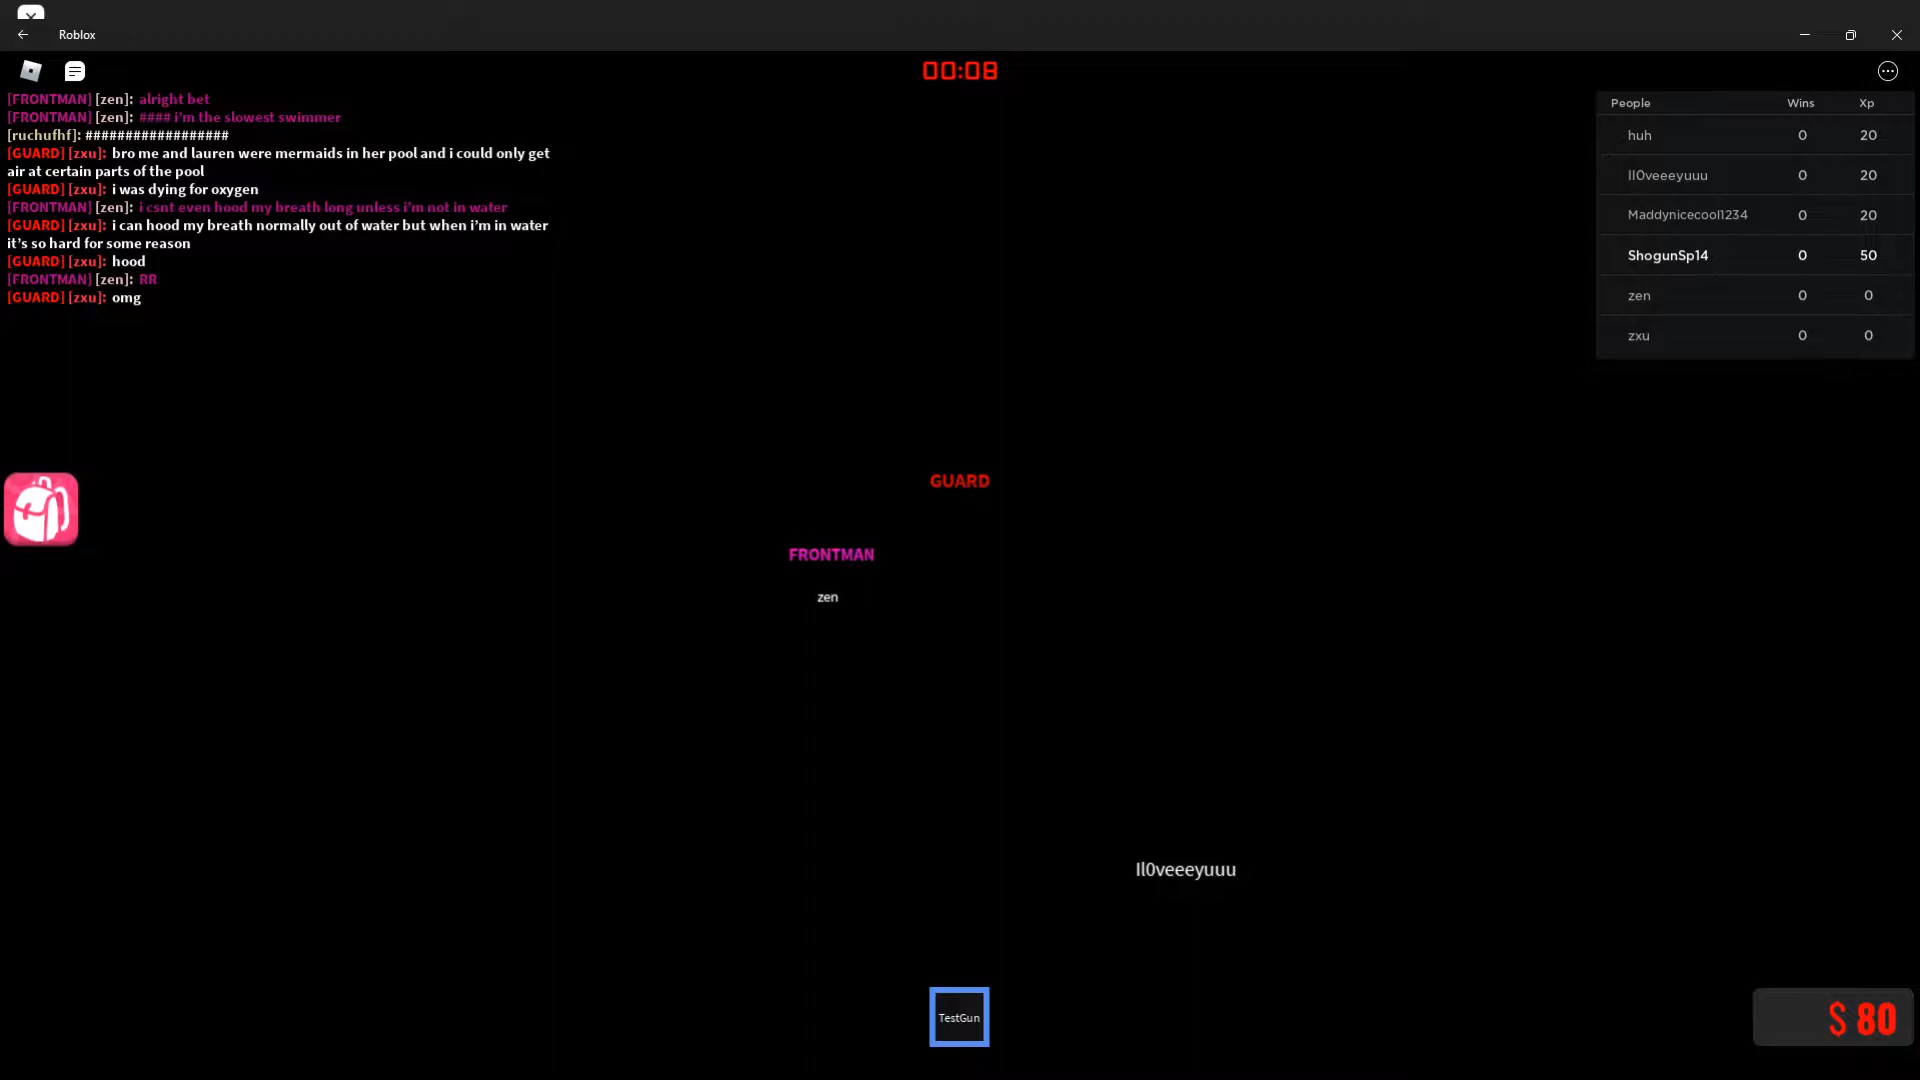 Roblox
00:08
[FRONTMAN] [zen]: alright bet
[FRONTMAN] [zen]: #### i'm the slowest swimmer
[ruchufhf]: ##################
[GUARD] [zxu]: bro me and lauren were mermaids in her pool and i could only get
air at certain parts of the pool
[GUARD] [zxu]: i was dying for oxygen
[FRONTMAN] [zen]: i csnt even hood my breath long unless i'm not in water
[GUARD] [zxu]: i can hood my breath normally out of water but when i'm in water
it's so hard for some reason
[GUARD] [zxu]: hood
[FRONTMAN] [zen]: RR
[GUARD] [zxu]: omg
People Wins Xp
huh 0 20
Il0veeeyuuu 0 20
Maddynicecool1234 0 20
ShogunSp14 0 50
zen 0 0
zxu 0 0
GUARD
FRONTMAN
zen
Il0veeeyuuu
TestGun
$ 80